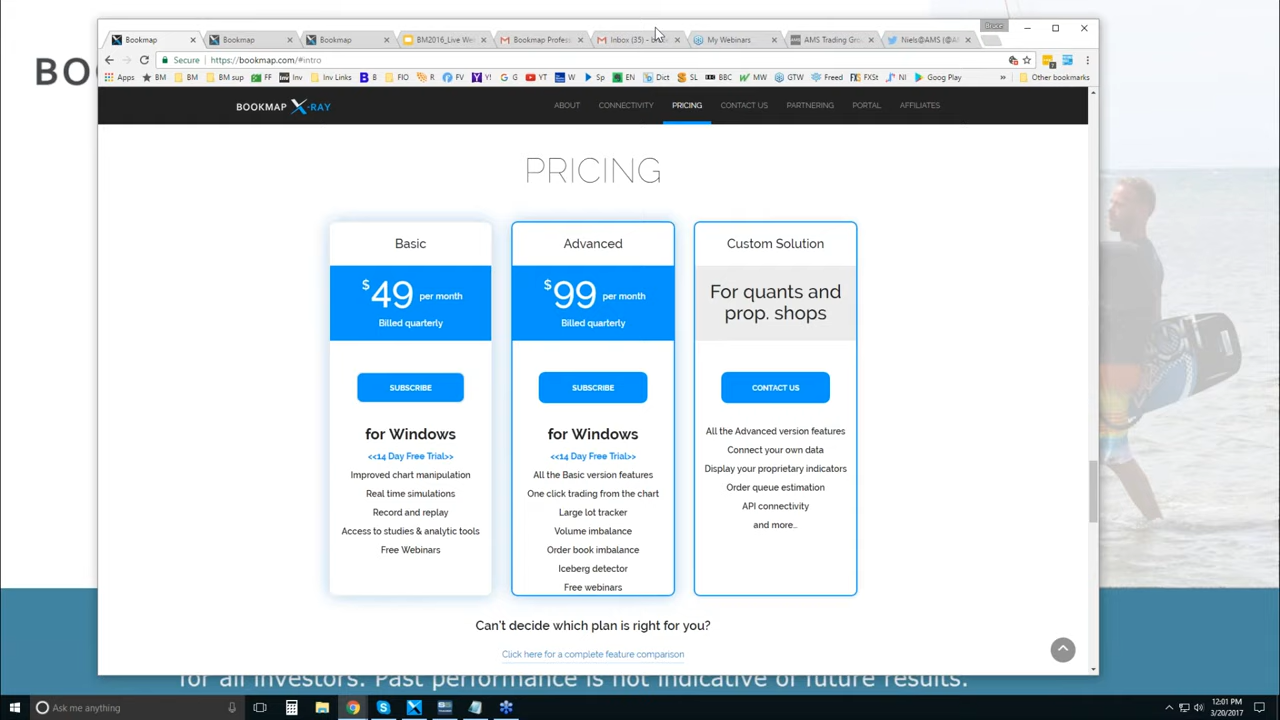 BOO
Bruce
Bookmap
Bookmap
Bookmap
BM2016_Live We
Bookmap Profess
Inbox (35) -
My Webinars
AMS Trading Gro
Niels@AMS (@A
Secure
https://bookmap.com/#intro
Apps
BM
BM
BM sup
FF
Inv
Inv Links
B
FIO
R
FV
Y!
G
YT
W
Sp
EN
Dict
SL
BBC
MW
GTW
Freed
FXSt
NI
Goog Play
»
Other bookmarks
BOOKMAP X-RAY
ABOUT
CONNECTIVITY
PRICING
CONTACT US
PARTNERING
PORTAL
AFFILIATES
PRICING
Basic
$49 per month
Billed quarterly
SUBSCRIBE
for Windows
<<14 Day Free Trial>>
Improved chart manipulation
Real time simulations
Record and replay
Access to studies & analytic tools
Free Webinars
Advanced
$99 per month
Billed quarterly
SUBSCRIBE
for Windows
<<14 Day Free Trial>>
All the Basic version features
One click trading from the chart
Large lot tracker
Volume imbalance
Order book imbalance
Iceberg detector
Free webinars
Custom Solution
For quants and
prop. shops
CONTACT US
All the Advanced version features
Connect your own data
Display your proprietary indicators
Order queue estimation
API connectivity
and more...
Can't decide which plan is right for you?
Click here for a complete feature comparison
for all investors. Past performance is not indicative of future results.
Ask me anything
12:01 PM
3/20/2017